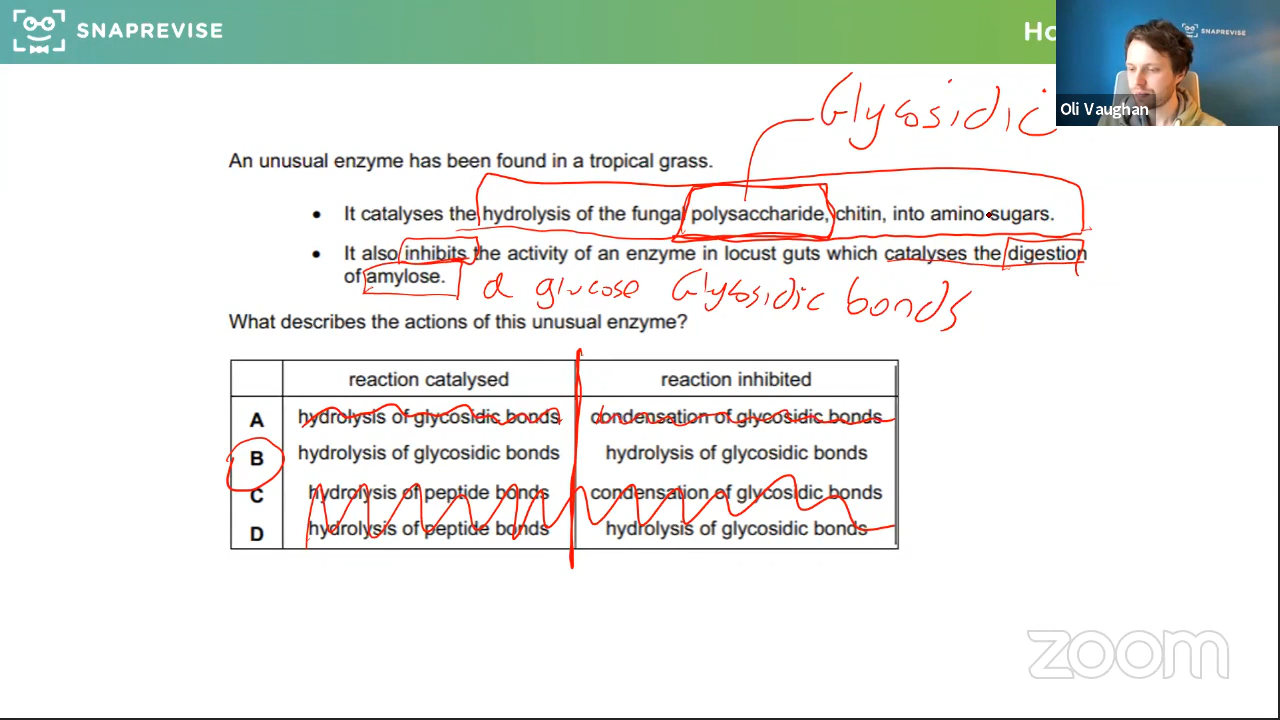 SNAPREVISE
Ho
SNAPREVISE
Oli Vaughan
Glycosidic
An unusual enzyme has been found in a tropical grass.
• It catalyses the hydrolysis of the fungal polysaccharide, chitin, into amino sugars.
• It also inhibits the activity of an enzyme in locust guts which catalyses the digestion
of amylose.
α glucose Glycosidic bonds
What describes the actions of this unusual enzyme?
reaction catalysed reaction inhibited
A hydrolysis of glycosidic bonds condensation of glycosidic bonds
B hydrolysis of glycosidic bonds hydrolysis of glycosidic bonds
C hydrolysis of peptide bonds condensation of glycosidic bonds
D hydrolysis of peptide bonds hydrolysis of glycosidic bonds
zoom